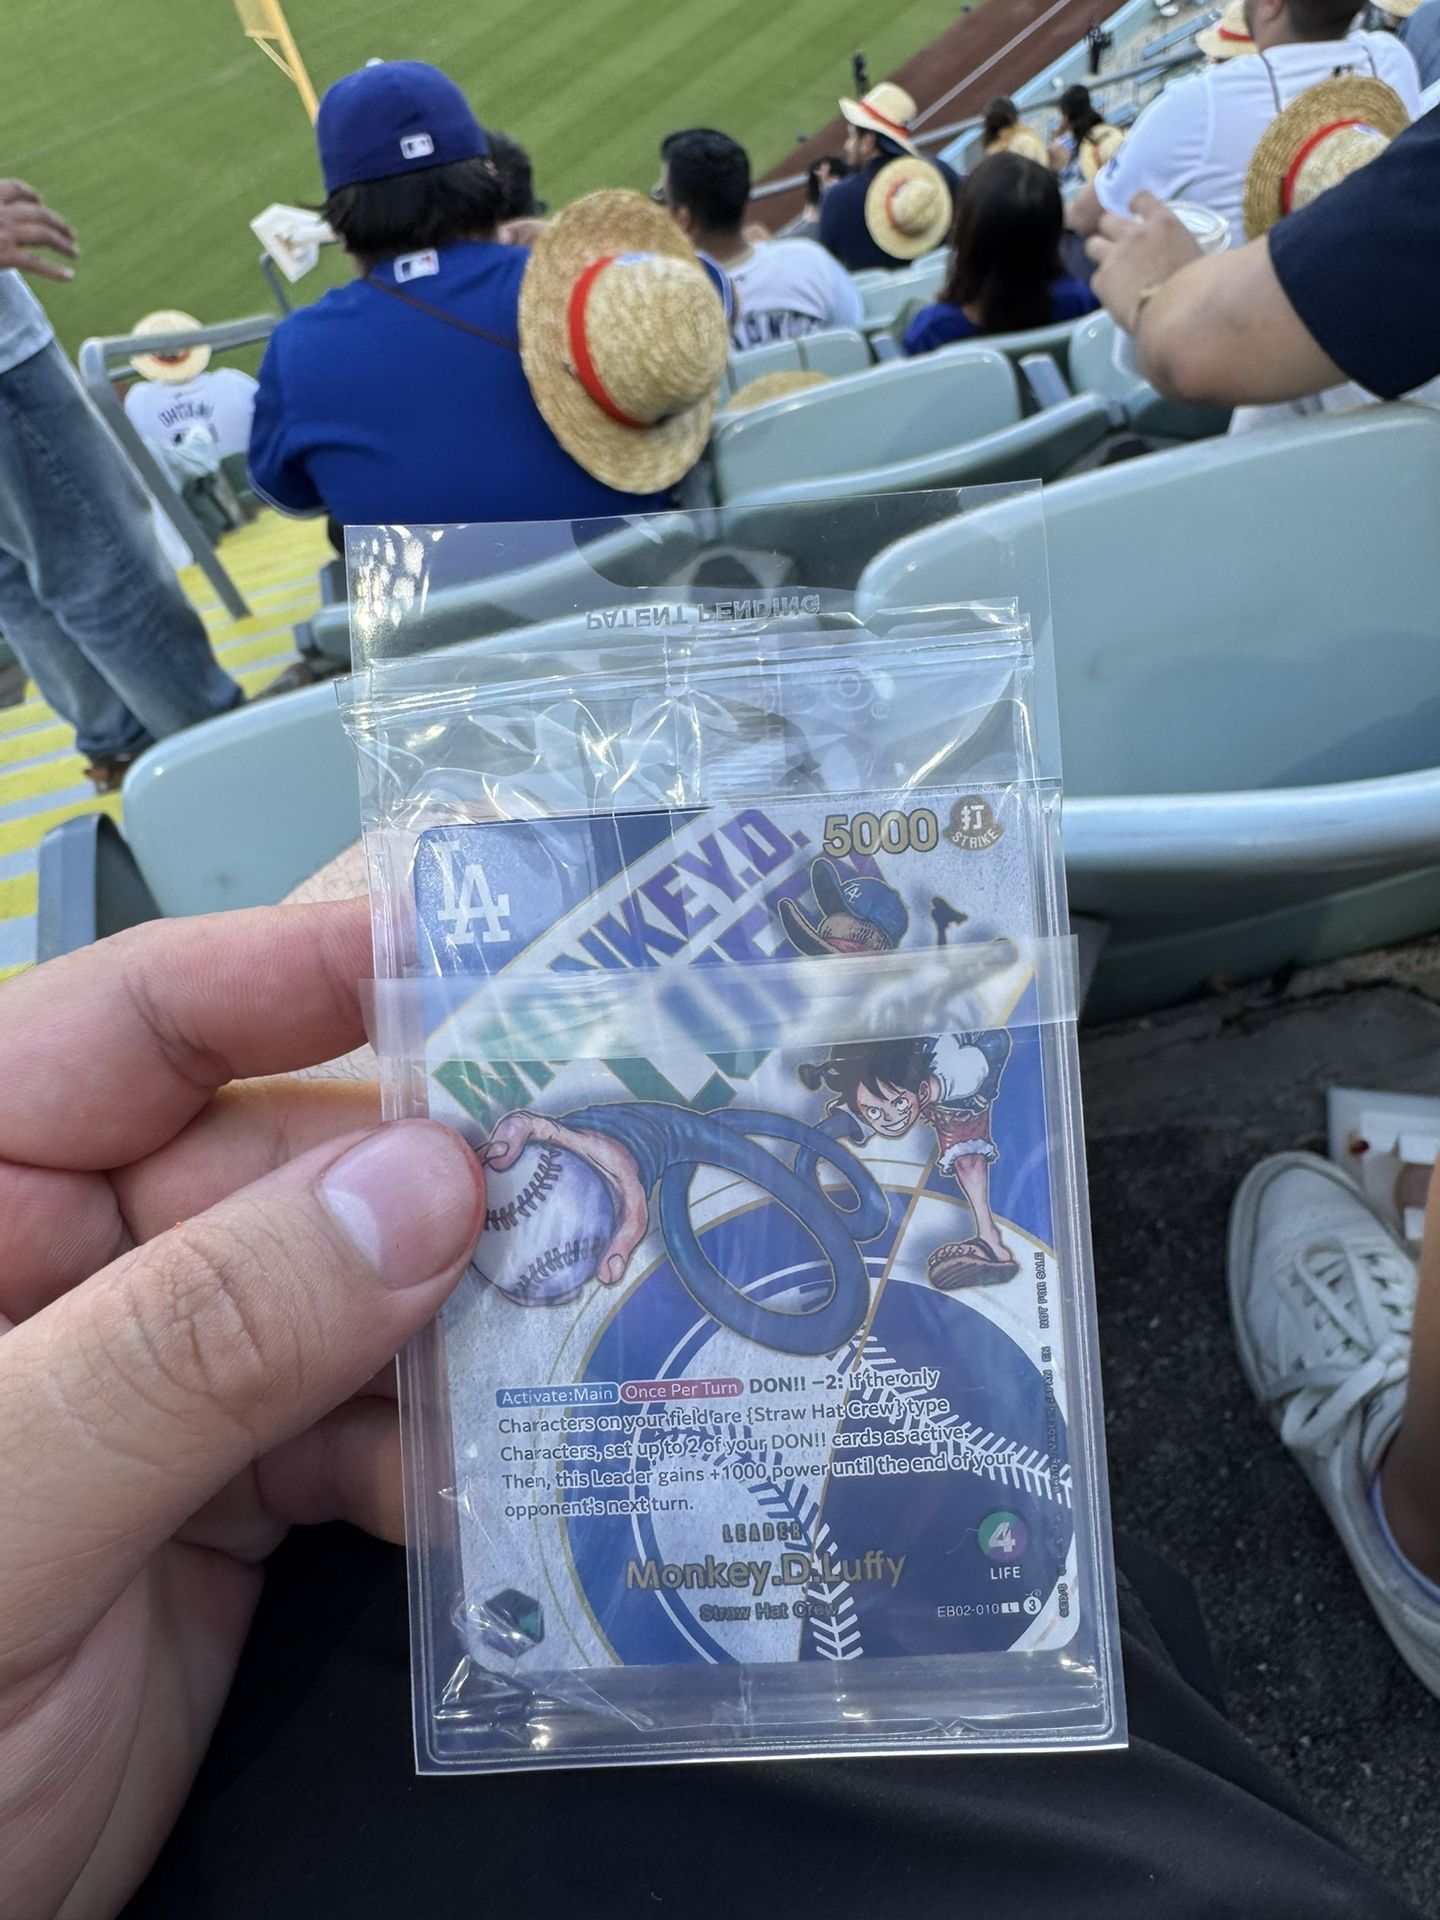 PATENT PENDING
LA
5000
打
STRIKE
MONKEY.D.
Activate:Main Once Per Turn DON!! −2: If the only
Characters on your field are {Straw Hat Crew} type
Characters, set up to 2 of your DON!! cards as active.
Then, this Leader gains +1000 power until the end of your
opponent's next turn.
LEADER
Monkey.D.Luffy
Straw Hat Crew
4
LIFE
EB02-010 L 3
NOT FOR SALE
EN